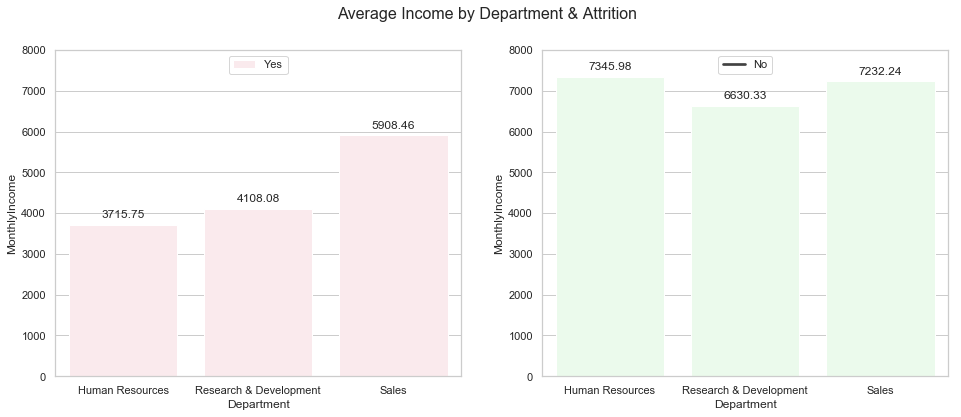 Average Income by Department & Attrition
MonthlyIncome
8000
7000
6000
5000
4000
3000
2000
1000
0
Yes
3715.75
4108.08
5908.46
Human Resources
Research & Development
Sales
Department
MonthlyIncome
8000
7000
6000
5000
4000
3000
2000
1000
0
No
7345.98
6630.33
7232.24
Human Resources
Research & Development
Sales
Department